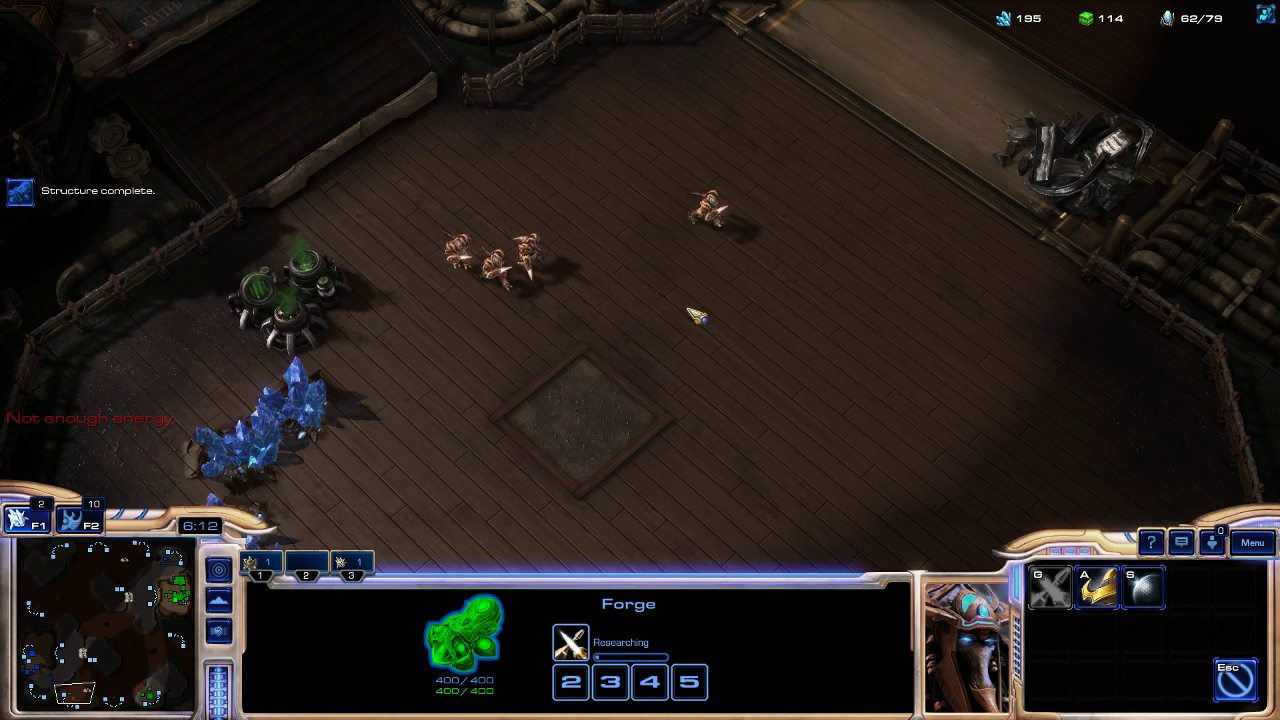 195 114 62/79
Structure complete.
Not enough energy
2 10
F1 F2
6:12
0
? Menu
1 1
1 2 3
Forge
G A S
Researching
400/400
400/400
2 3 4 5
Esc